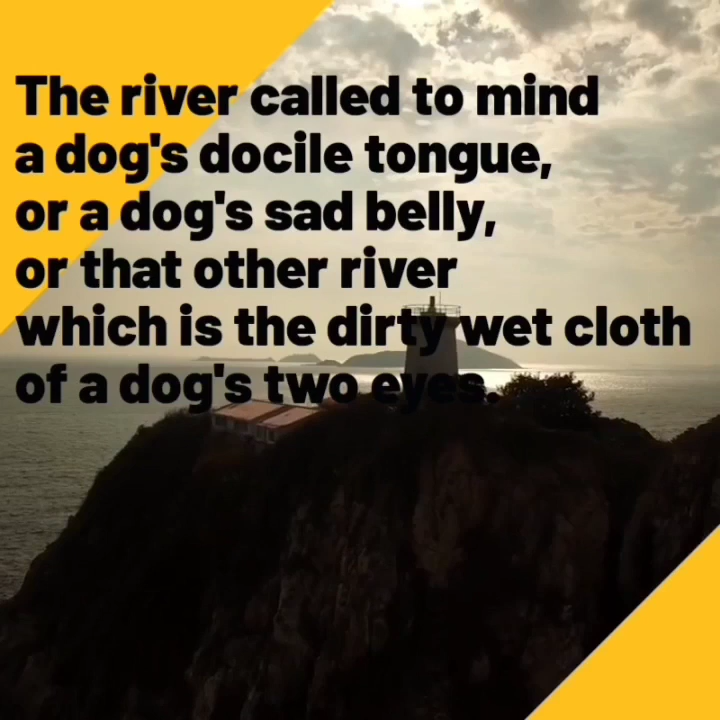 The river called to mind
a dog's docile tongue,
or a dog's sad belly,
or that other river
which is the dirty wet cloth
of a dog's two eyes.